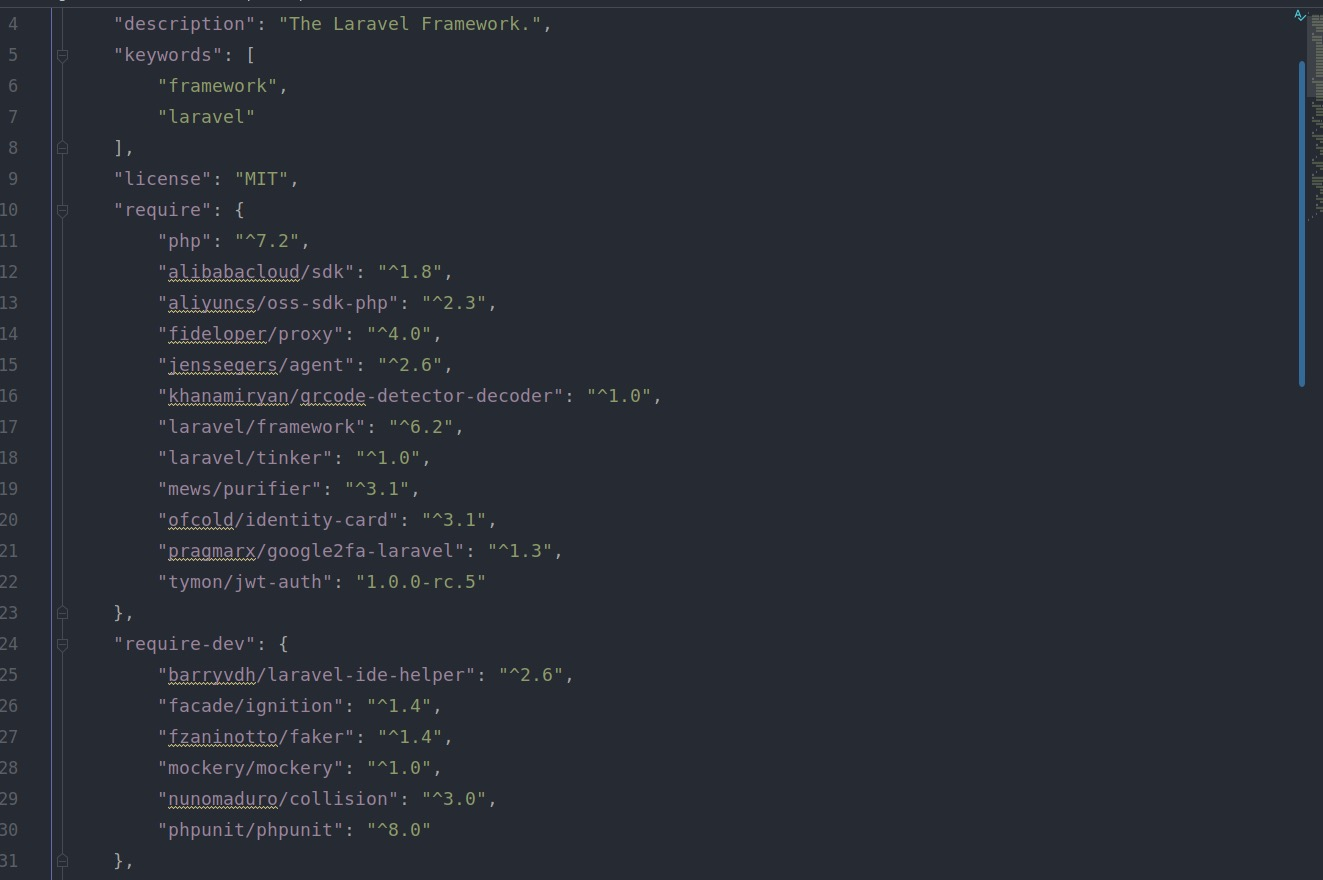 4 "description": "The Laravel Framework.",
5 "keywords": [
6 "framework",
7 "laravel"
8 ],
9 "license": "MIT",
10 "require": {
11 "php": "^7.2",
12 "alibabacloud/sdk": "^1.8",
13 "aliyuncs/oss-sdk-php": "^2.3",
14 "fideloper/proxy": "^4.0",
15 "jenssegers/agent": "^2.6",
16 "khanamiryan/qrcode-detector-decoder": "^1.0",
17 "laravel/framework": "^6.2",
18 "laravel/tinker": "^1.0",
19 "mews/purifier": "^3.1",
20 "ofcold/identity-card": "^3.1",
21 "pragmarx/google2fa-laravel": "^1.3",
22 "tymon/jwt-auth": "1.0.0-rc.5"
23 },
24 "require-dev": {
25 "barryvdh/laravel-ide-helper": "^2.6",
26 "facade/ignition": "^1.4",
27 "fzaninotto/faker": "^1.4",
28 "mockery/mockery": "^1.0",
29 "nunomaduro/collision": "^3.0",
30 "phpunit/phpunit": "^8.0"
31 },